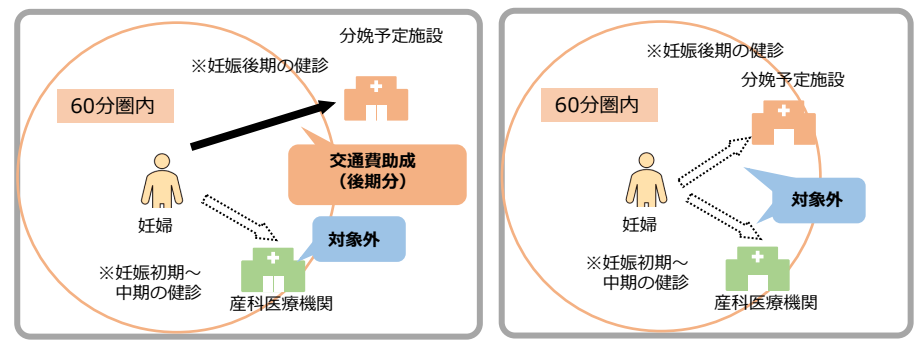 分娩予定施設
※妊娠後期の健診
60分圏内
交通費助成
（後期分）
妊婦
対象外
※妊娠初期～
中期の健診
産科医療機関
※妊娠後期の健診
分娩予定施設
60分圏内
対象外
妊婦
※妊娠初期～
中期の健診
産科医療機関